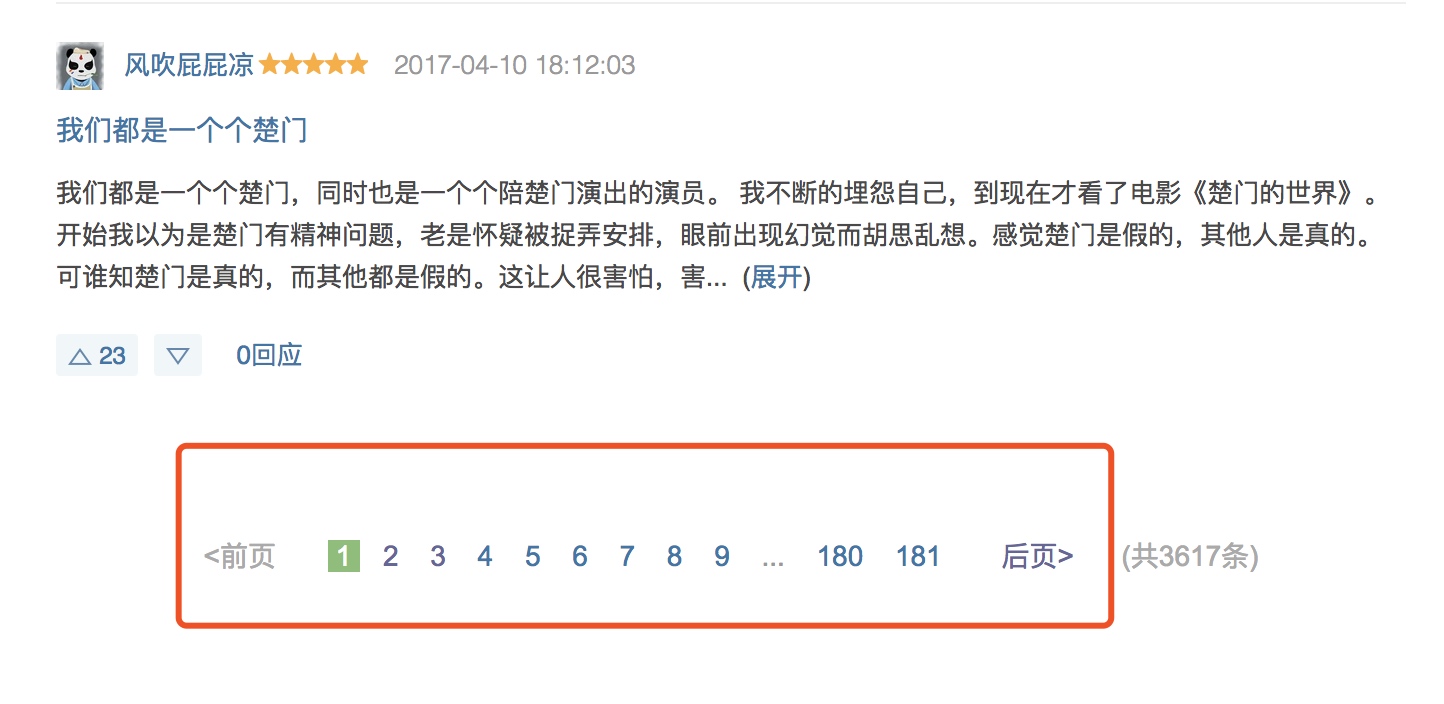 风吹屁屁凉 2017-04-10 18:12:03
我们都是一个个楚门
我们都是一个个楚门，同时也是一个个陪楚门演出的演员。 我不断的埋怨自己，到现在才看了电影《楚门的世界》。
开始我以为是楚门有精神问题，老是怀疑被捉弄安排，眼前出现幻觉而胡思乱想。感觉楚门是假的，其他人是真的。
可谁知楚门是真的，而其他都是假的。这让人很害怕，害... (展开)
23 0回应
<前页 1 2 3 4 5 6 7 8 9 ... 180 181 后页> (共3617条)